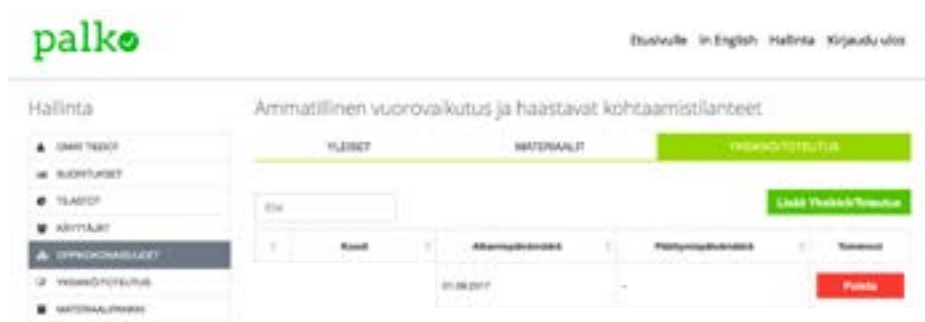 palko
Etusivulle In English Hallinta Kirjaudu ulos
Hallinta
Ammatillinen vuorovaikutus ja haastavat kohtaamistilanteet
OMAT TIEDOT
SUORITUKSET
TILASTOT
KÄYTTÄJÄT
OPPIKOKONAISUUDET
YKSIKKÖ/TOTEUTUS
MATERIAALIPANKKI
YLEISET MATERIAALIT YKSIKKÖ/TOTEUTUS
Etsi
Lisää Yksikkö/Toteutus
Koodi Alkamispäivämäärä Päättymispäivämäärä Toiminnot
01.08.2017 - Poista